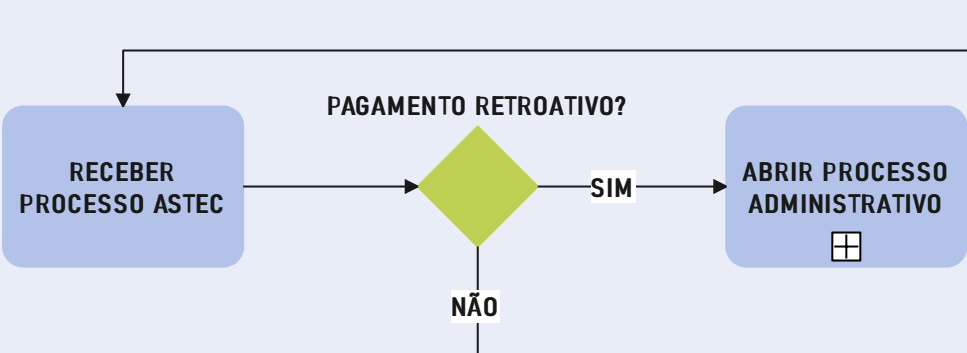 PAGAMENTO RETROATIVO?
RECEBER
PROCESSO ASTEC
SIM
ABRIR PROCESSO
ADMINISTRATIVO
NÃO